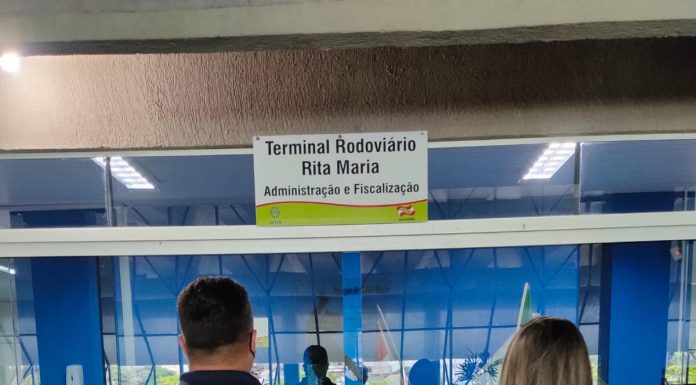 Terminal Rodoviário
Rita Maria
Administração e Fiscalização